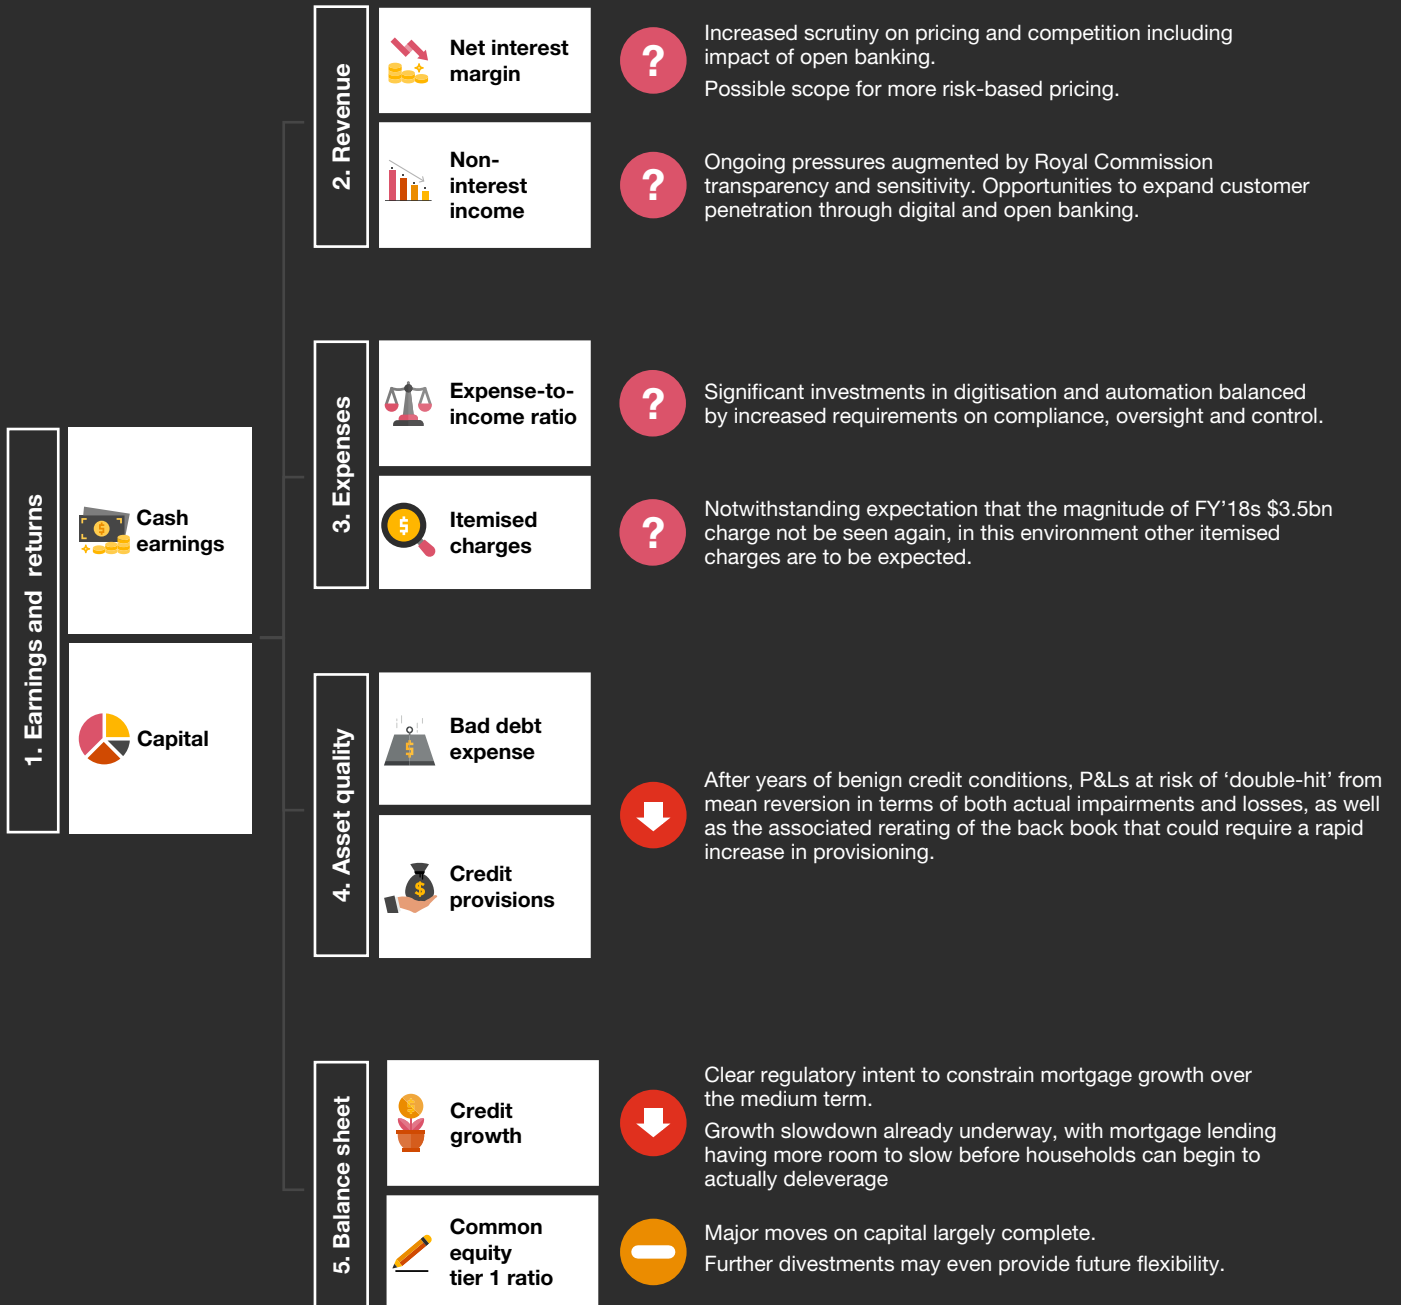 1. Earnings and returns
Cash
earnings
Capital
2. Revenue
Net interest
margin
?
Increased scrutiny on pricing and competition including
impact of open banking.
Possible scope for more risk-based pricing.
Non-
interest
income
?
Ongoing pressures augmented by Royal Commission
transparency and sensitivity. Opportunities to expand customer
penetration through digital and open banking.
3. Expenses
Expense-to-
income ratio
?
Significant investments in digitisation and automation balanced
by increased requirements on compliance, oversight and control.
Itemised
charges
?
Notwithstanding expectation that the magnitude of FY’18s $3.5bn
charge not be seen again, in this environment other itemised
charges are to be expected.
4. Asset quality
Bad debt
expense
Credit
provisions
After years of benign credit conditions, P&Ls at risk of ‘double-hit’ from
mean reversion in terms of both actual impairments and losses, as well
as the associated rerating of the back book that could require a rapid
increase in provisioning.
5. Balance sheet
Credit
growth
Clear regulatory intent to constrain mortgage growth over
the medium term.
Growth slowdown already underway, with mortgage lending
having more room to slow before households can begin to
actually deleverage
Common
equity
tier 1 ratio
Major moves on capital largely complete.
Further divestments may even provide future flexibility.